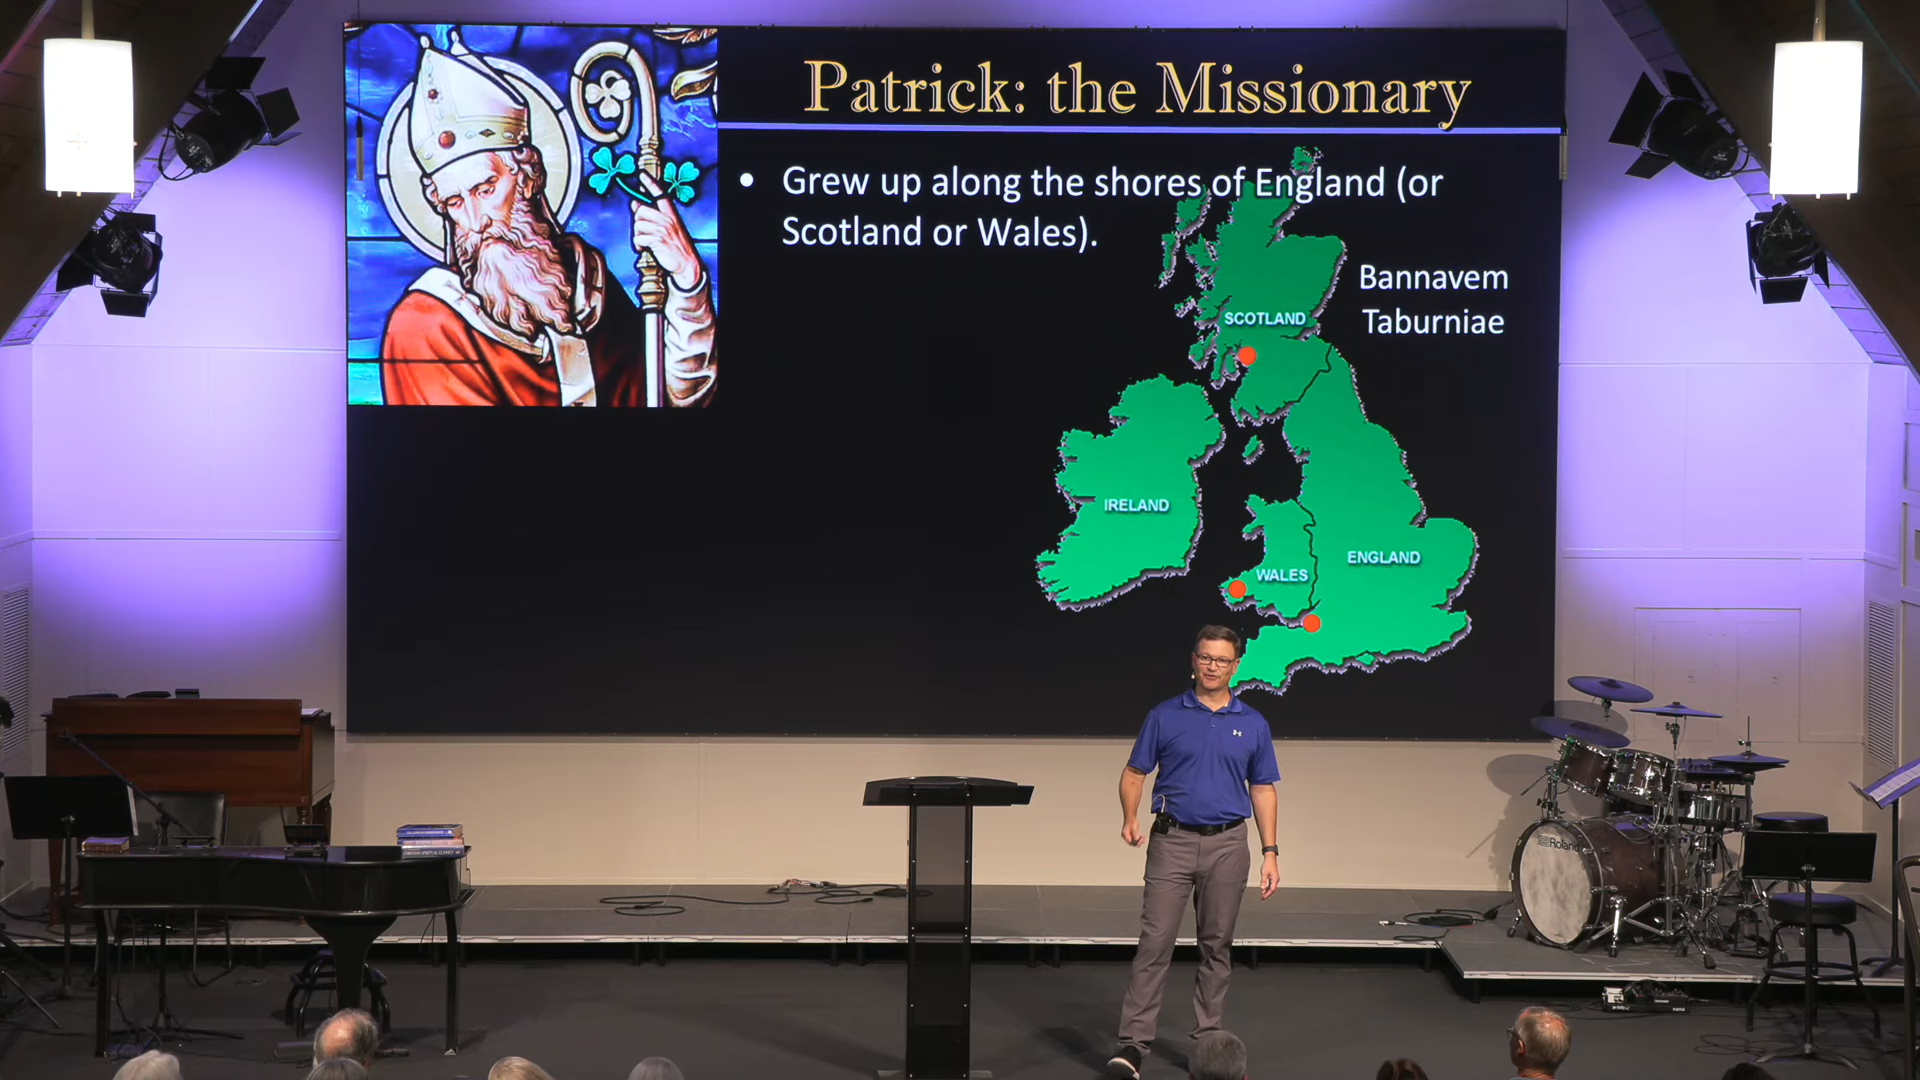 Patrick: the Missionary
• Grew up along the shores of England (or
Scotland or Wales).
Bannavem
Taburniae
SCOTLAND
IRELAND
WALES
ENGLAND
Roland